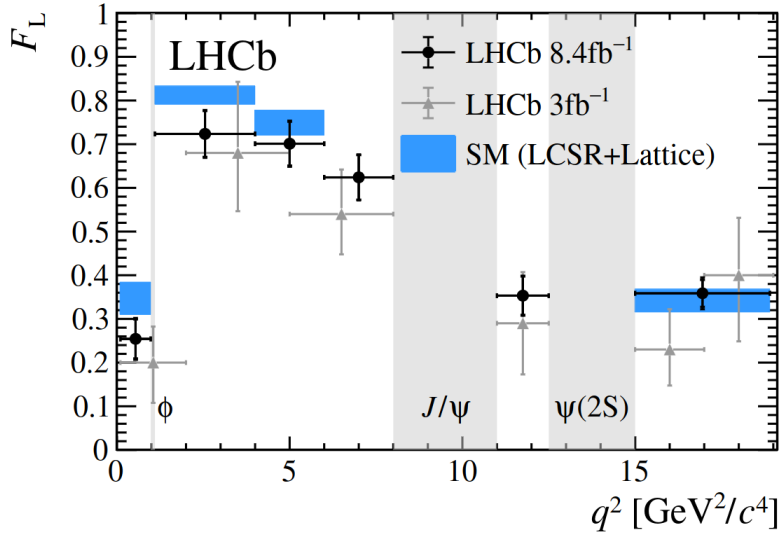 F_L
1
0.9
0.8
0.7
0.6
0.5
0.4
0.3
0.2
0.1
0
LHCb
LHCb 8.4fb⁻¹
LHCb 3fb⁻¹
SM (LCSR+Lattice)
ϕ
J/ψ
ψ(2S)
0 5 10 15
q² [GeV²/c⁴]